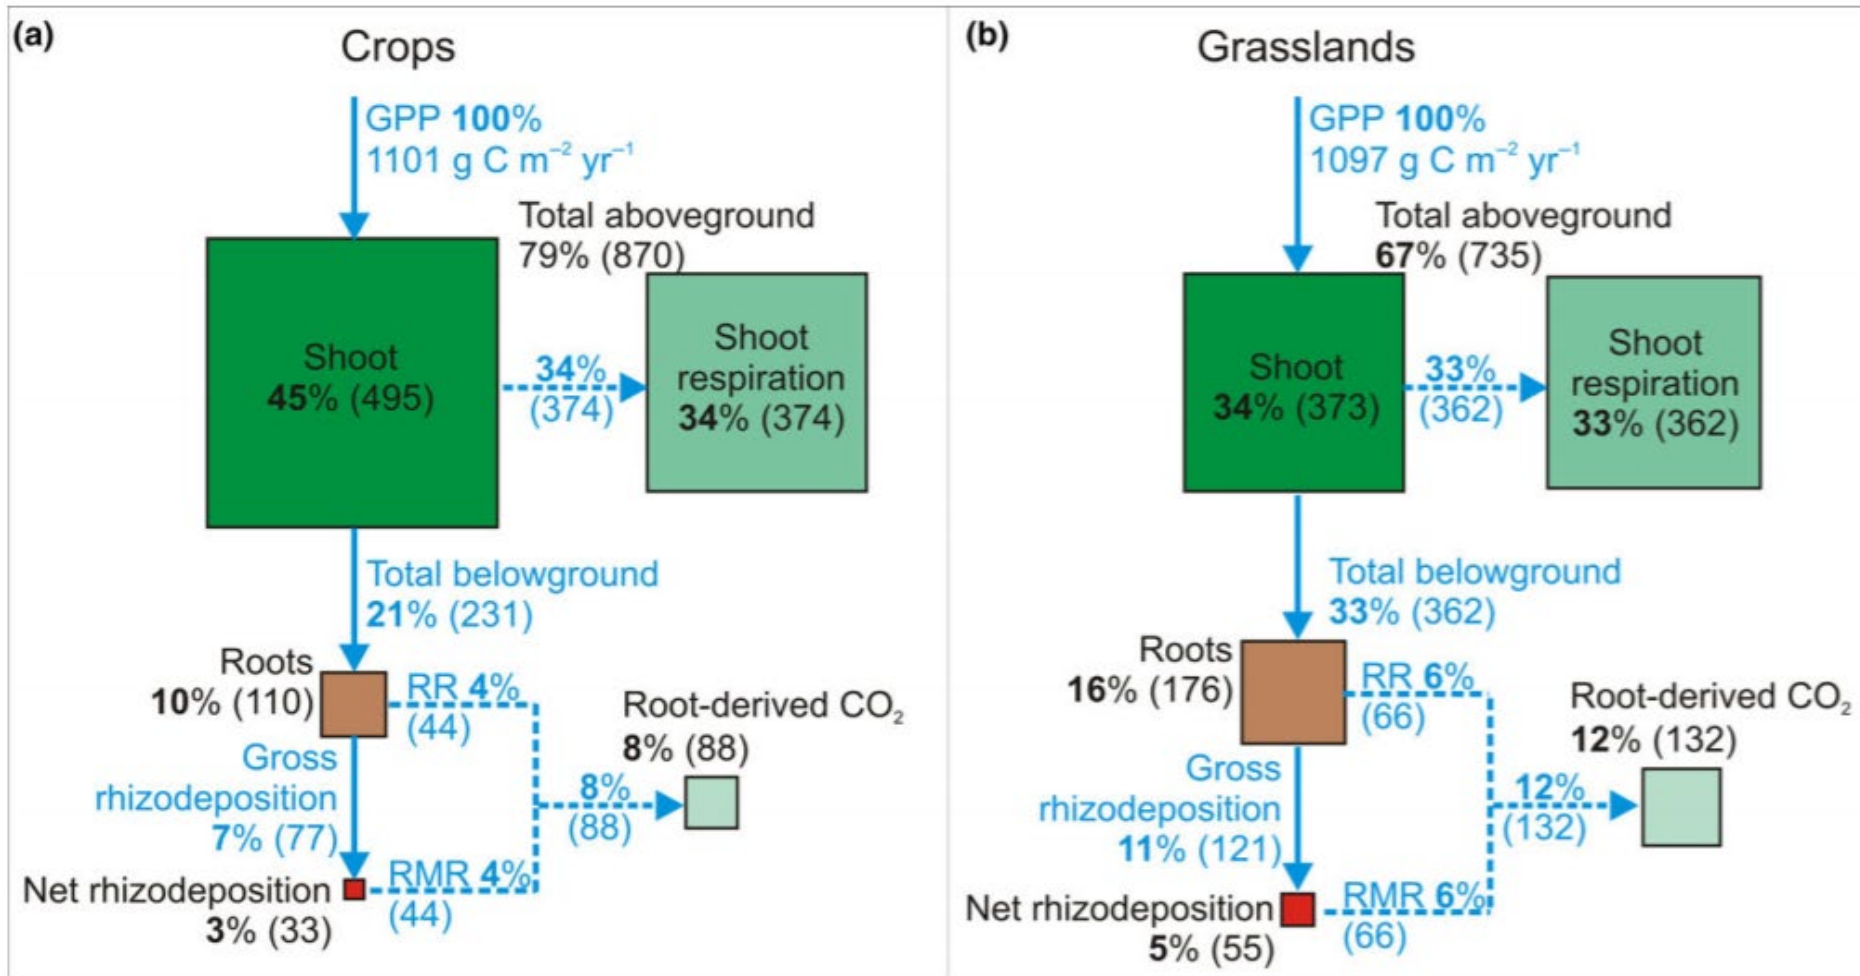 (a)
Crops
GPP 100%
1101 g C m⁻² yr⁻¹
Total aboveground
79% (870)
Shoot
45% (495)
34%
(374)
Shoot
respiration
34% (374)
Total belowground
21% (231)
Roots
10% (110)
RR 4%
(44)
Gross
rhizodeposition
7% (77)
Root-derived CO₂
8% (88)
8%
(88)
Net rhizodeposition
3% (33)
RMR 4%
(44)
(b)
Grasslands
GPP 100%
1097 g C m⁻² yr⁻¹
Total aboveground
67% (735)
Shoot
34% (373)
33%
(362)
Shoot
respiration
33% (362)
Total belowground
33% (362)
Roots
16% (176)
RR 6%
(66)
Gross
rhizodeposition
11% (121)
Root-derived CO₂
12% (132)
12%
(132)
Net rhizodeposition
5% (55)
RMR 6%
(66)